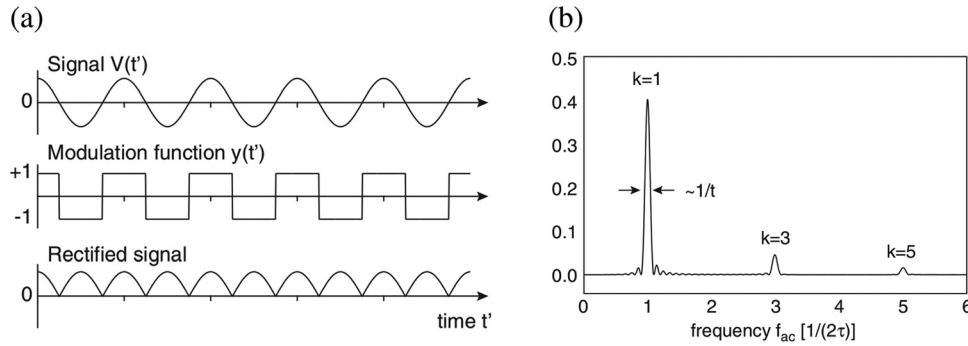 (a)
Signal V(t')
0
Modulation function y(t')
+1
-1
Rectified signal
0
time t'
(b)
0.5
0.4
0.3
0.2
0.1
0.0
k=1
~1/t
k=3
k=5
0 1 2 3 4 5 6
frequency f_ac [1/(2τ)]